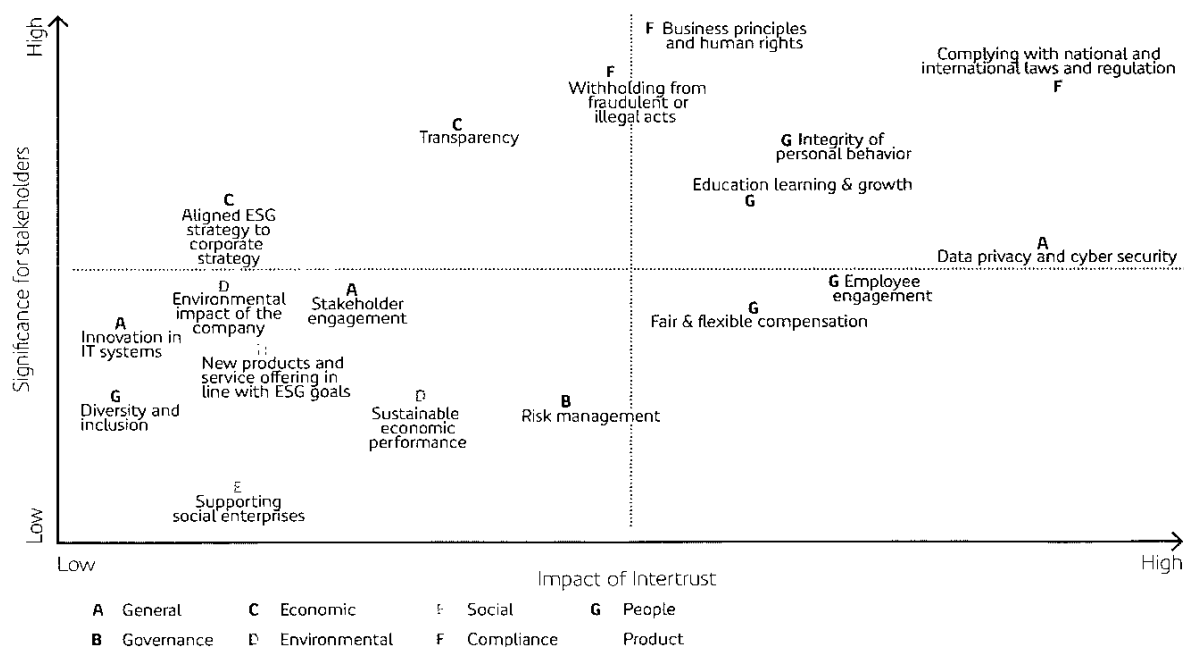 High
F Business principles
and human rights
Complying with national and
international laws and regulation
F
F
Withholding from
fraudulent or
illegal acts
C
Transparency
G Integrity of
personal behavior
Education learning & growth
G
C
Aligned ESG
strategy to
corporate
strategy
A
Data privacy and cyber security
Significance for stakeholders
D
Environmental
impact of the
company
A
Stakeholder
engagement
G Employee
engagement
G
Fair & flexible compensation
A
Innovation in
IT systems
New products and
service offering in
line with ESG goals
G
Diversity and
inclusion
D
Sustainable
economic
performance
B
Risk management
E
Supporting
social enterprises
Low
Low
High
Impact of Intertrust
A General
C Economic
E Social
G People
B Governance
D Environmental
F Compliance
Product